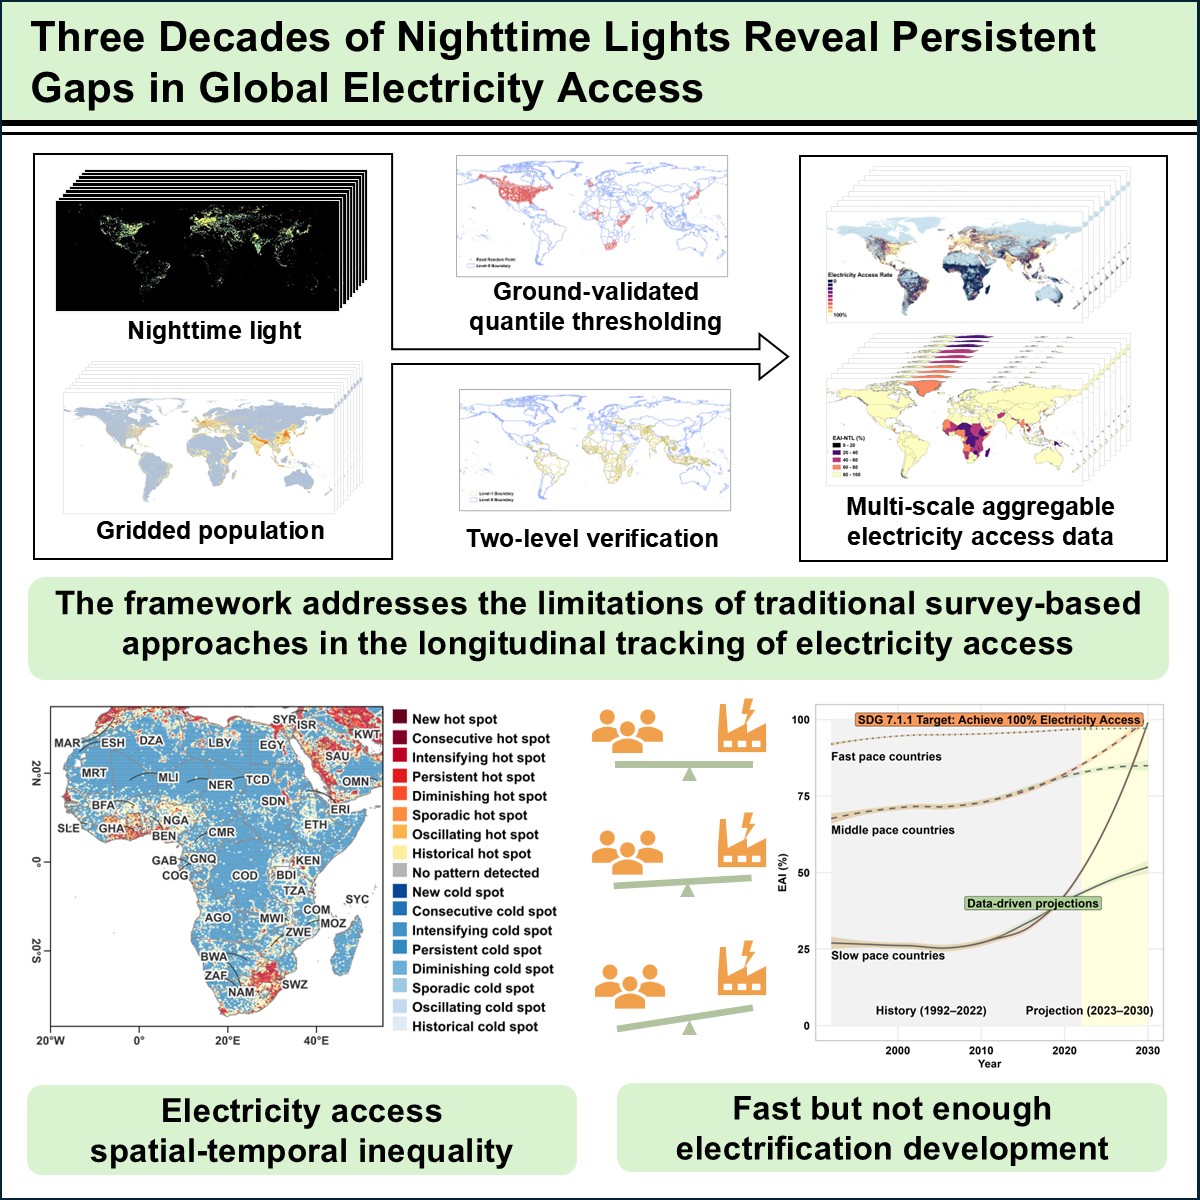 Three Decades of Nighttime Lights Reveal Persistent
Gaps in Global Electricity Access
Nighttime light
Gridded population
Road Random Point
Level-0 Boundary
Ground-validated
quantile thresholding
Level-1 Boundary
Level-0 Boundary
Two-level verification
Electricity Access Rate
0
100%
EAI-NTL (%)
0 - 20
20 - 40
40 - 60
60 - 80
80 - 100
Multi-scale aggregable
electricity access data
The framework addresses the limitations of traditional survey-based
approaches in the longitudinal tracking of electricity access
SYR
ISR
MAR
ESH
DZA
LBY
EGY
KWT
SAU
MRT
MLI
NER
TCD
OMN
BFA
SDN
ERI
SLE
GHA
NGA
BEN
CMR
ETH
GAB
GNQ
KEN
COG
COD
BDI
TZA
SYC
AGO
MWI
COM
MOZ
ZWE
BWA
ZAF
NAM
SWZ
20°N
0°
20°S
20°W
0°
20°E
40°E
New hot spot
Consecutive hot spot
Intensifying hot spot
Persistent hot spot
Diminishing hot spot
Sporadic hot spot
Oscillating hot spot
Historical hot spot
No pattern detected
New cold spot
Consecutive cold spot
Intensifying cold spot
Persistent cold spot
Diminishing cold spot
Sporadic cold spot
Oscillating cold spot
Historical cold spot
SDG 7.1.1 Target: Achieve 100% Electricity Access
Fast pace countries
Middle pace countries
Data-driven projections
Slow pace countries
History (1992–2022)
Projection (2023–2030)
EAI (%)
100
75
50
25
0
2000
2010
2020
2030
Year
Electricity access
spatial-temporal inequality
Fast but not enough
electrification development